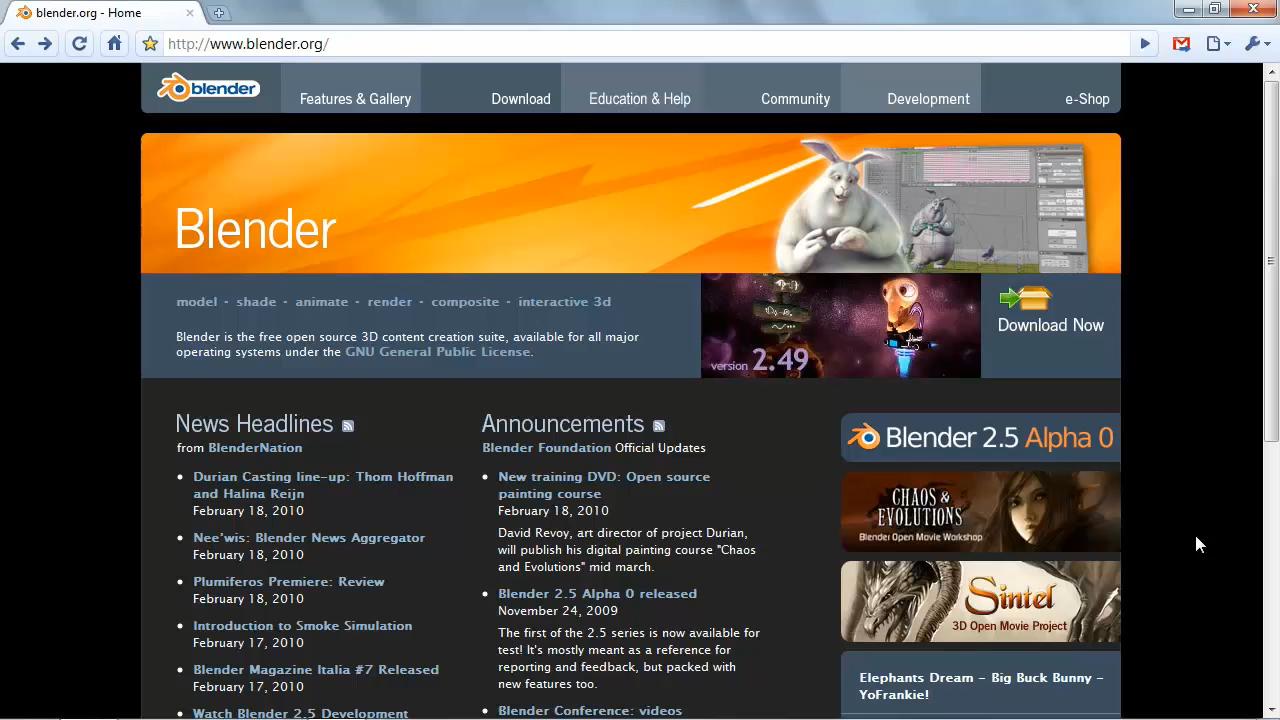 blender.org - Home
http://www.blender.org/
blender
Features & Gallery
Download
Education & Help
Community
Development
e-Shop
Blender
model - shade - animate - render - composite - interactive 3d
Blender is the free open source 3D content creation suite, available for all major
operating systems under the GNU General Public License.
version 2.49
Download Now
News Headlines
from BlenderNation
Durian Casting line-up: Thom Hoffman
and Halina Reijn
February 18, 2010
Nee'wis: Blender News Aggregator
February 18, 2010
Plumiferos Premiere: Review
February 18, 2010
Introduction to Smoke Simulation
February 17, 2010
Blender Magazine Italia #7 Released
February 17, 2010
Watch Blender 2.5 Development
Announcements
Blender Foundation Official Updates
New training DVD: Open source
painting course
February 18, 2010
David Revoy, art director of project Durian,
will publish his digital painting course "Chaos
and Evolutions" mid march.
Blender 2.5 Alpha 0 released
November 24, 2009
The first of the 2.5 series is now available for
test! It's mostly meant as a reference for
reporting and feedback, but packed with
new features too.
Blender Conference: videos
Blender 2.5 Alpha 0
CHAOS &
EVOLUTIONS
Blender Open Movie Workshop
Sintel
3D Open Movie Project
Elephants Dream - Big Buck Bunny -
YoFrankie!